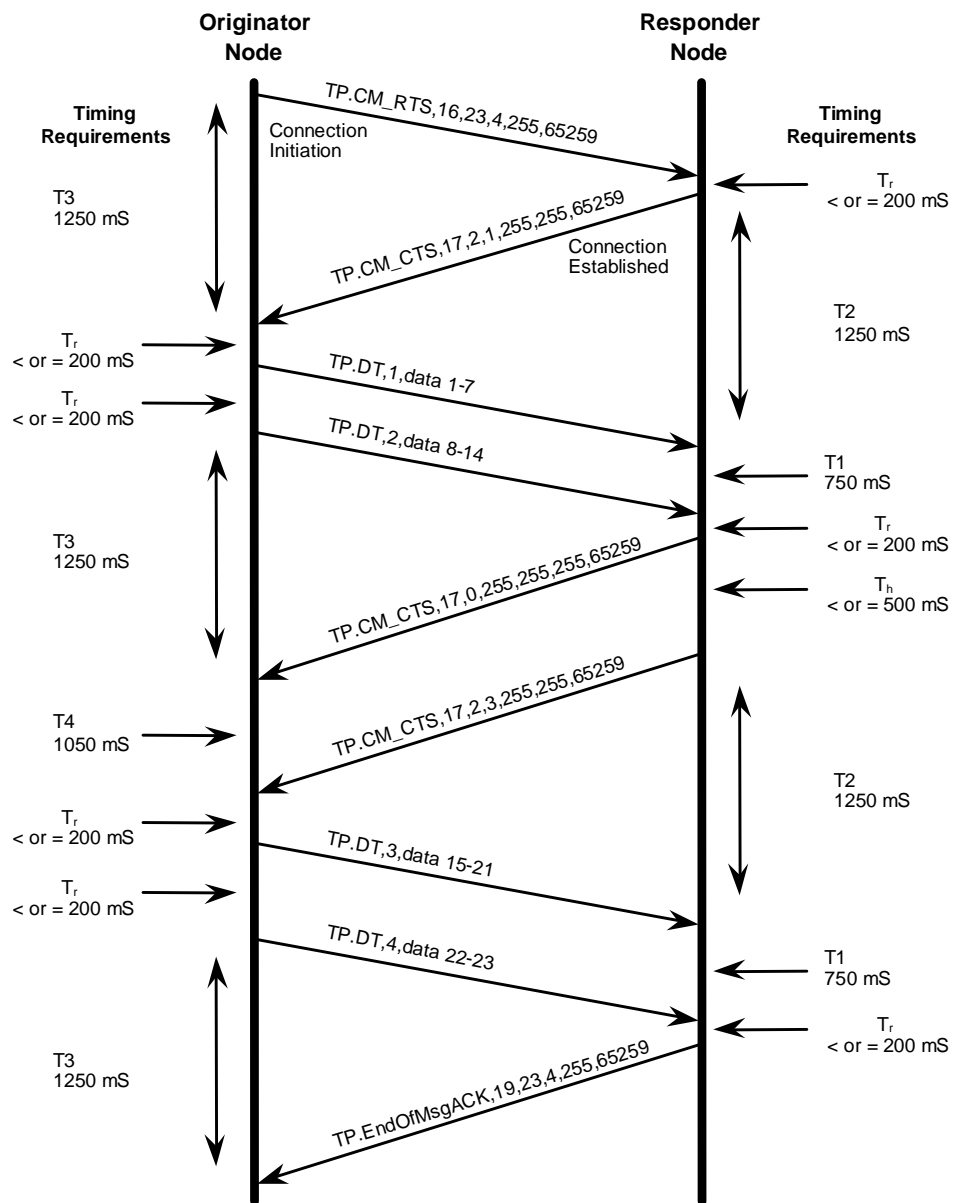 Originator
Node
Responder
Node
TP.CM_RTS,16,23,4,255,65259
Timing
Requirements
Timing
Requirements
Connection
Initiation
Tr
< or = 200 mS
T3
1250 mS
TP.CM_CTS,17,2,1,255,255,65259
Connection
Established
T2
1250 mS
Tr
< or = 200 mS
TP.DT,1,data 1-7
Tr
< or = 200 mS
TP.DT,2,data 8-14
T1
750 mS
Tr
< or = 200 mS
T3
1250 mS
TP.CM_CTS,17,0,255,255,255,65259
Th
< or = 500 mS
TP.CM_CTS,17,2,3,255,255,65259
T4
1050 mS
T2
1250 mS
Tr
< or = 200 mS
TP.DT,3,data 15-21
Tr
< or = 200 mS
TP.DT,4,data 22-23
T1
750 mS
Tr
< or = 200 mS
T3
1250 mS
TP.EndOfMsgACK,19,23,4,255,65259